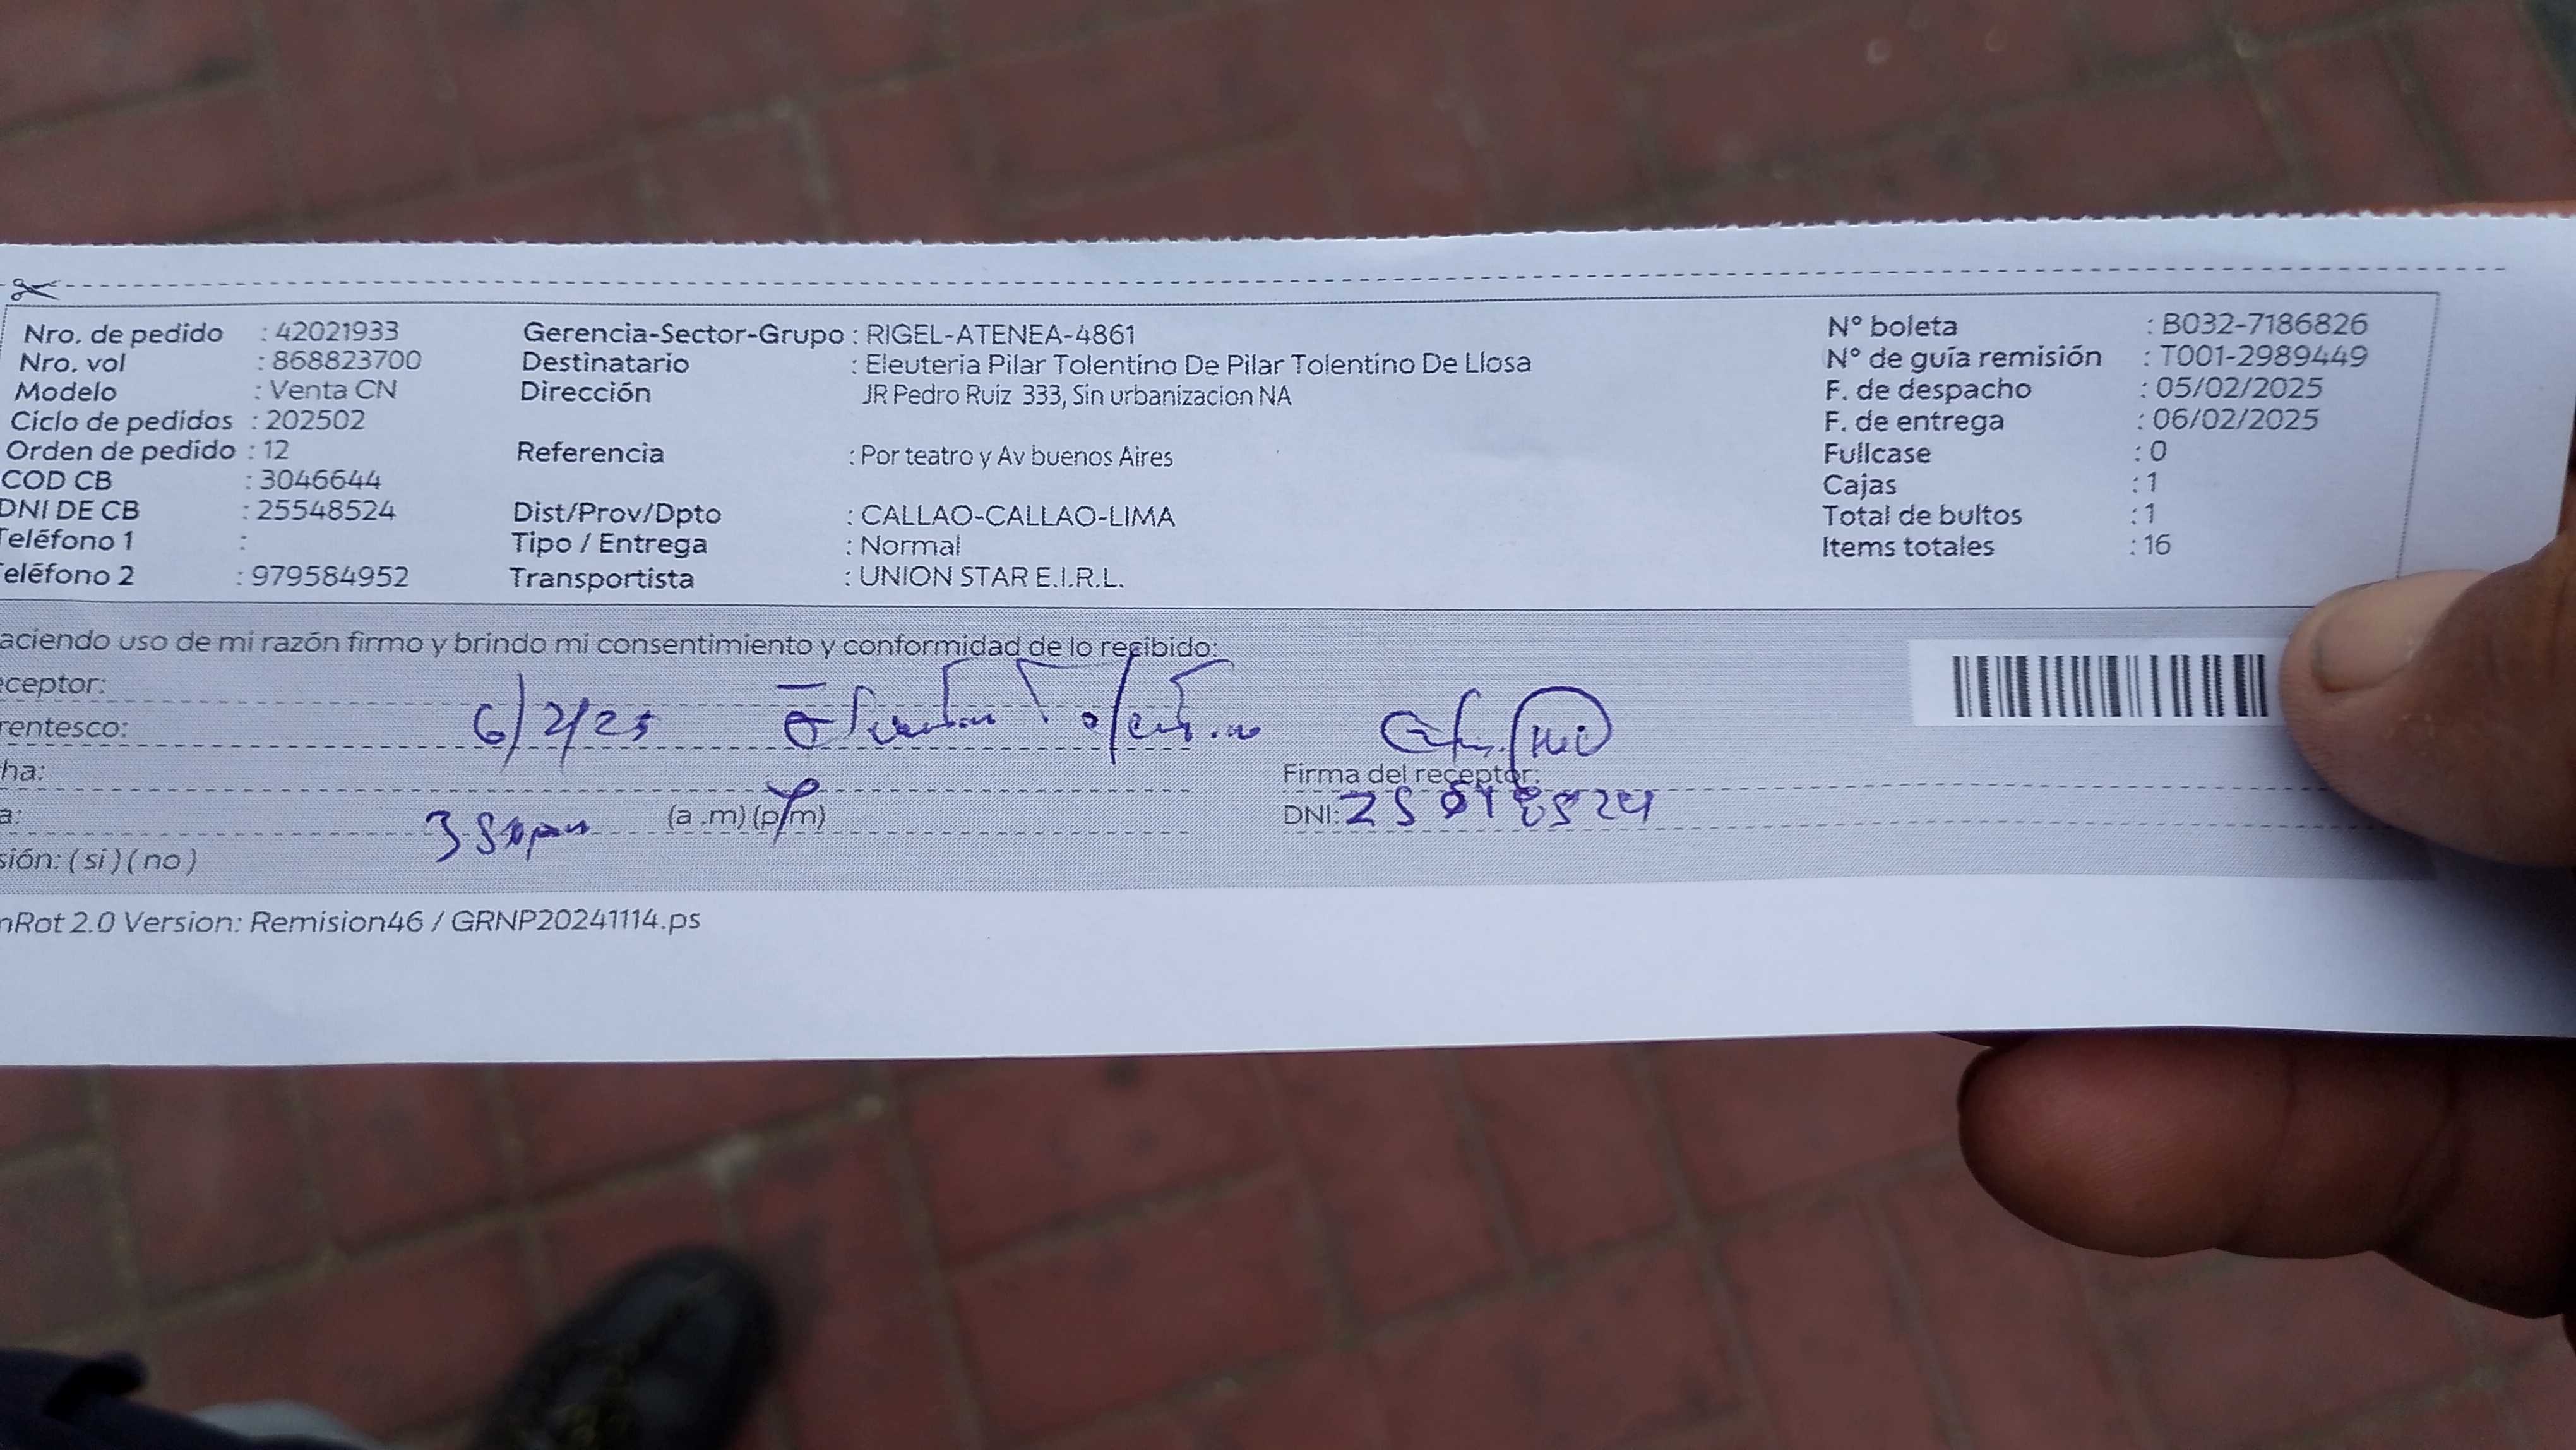 Nro. de pedido : 42021933 Gerencia-Sector-Grupo : RIGEL-ATENEA-4861 N° boleta : B032-7186826
Nro. vol : 868823700 Destinatario : Eleuteria Pilar Tolentino De Pilar Tolentino De Llosa N° de guía remisión : T001-2989449
Modelo : Venta CN Dirección JR Pedro Ruiz 333, Sin urbanizacion NA F. de despacho : 05/02/2025
Ciclo de pedidos : 202502 F. de entrega : 06/02/2025
Orden de pedido : 12 Referencia : Por teatro y Av buenos Aires Fullcase : 0
COD CB : 3046644 Cajas : 1
DNI DE CB : 25548524 Dist/Prov/Dpto : CALLAO-CALLAO-LIMA Total de bultos : 1
Teléfono 1 : Tipo / Entrega : Normal Items totales : 16
eléfono 2 : 979584952 Transportista : UNION STAR E.I.R.L.
aciendo uso de mi razón firmo y brindo mi consentimiento y conformidad de lo recibido:
ceptor:
rentesco: 6/2/25 Tolentino
ha: Firma del receptor:
a: (a .m) (p.m) DNI:
sión: ( si ) ( no )
nRot 2.0 Version: Remision46 / GRNP20241114.ps